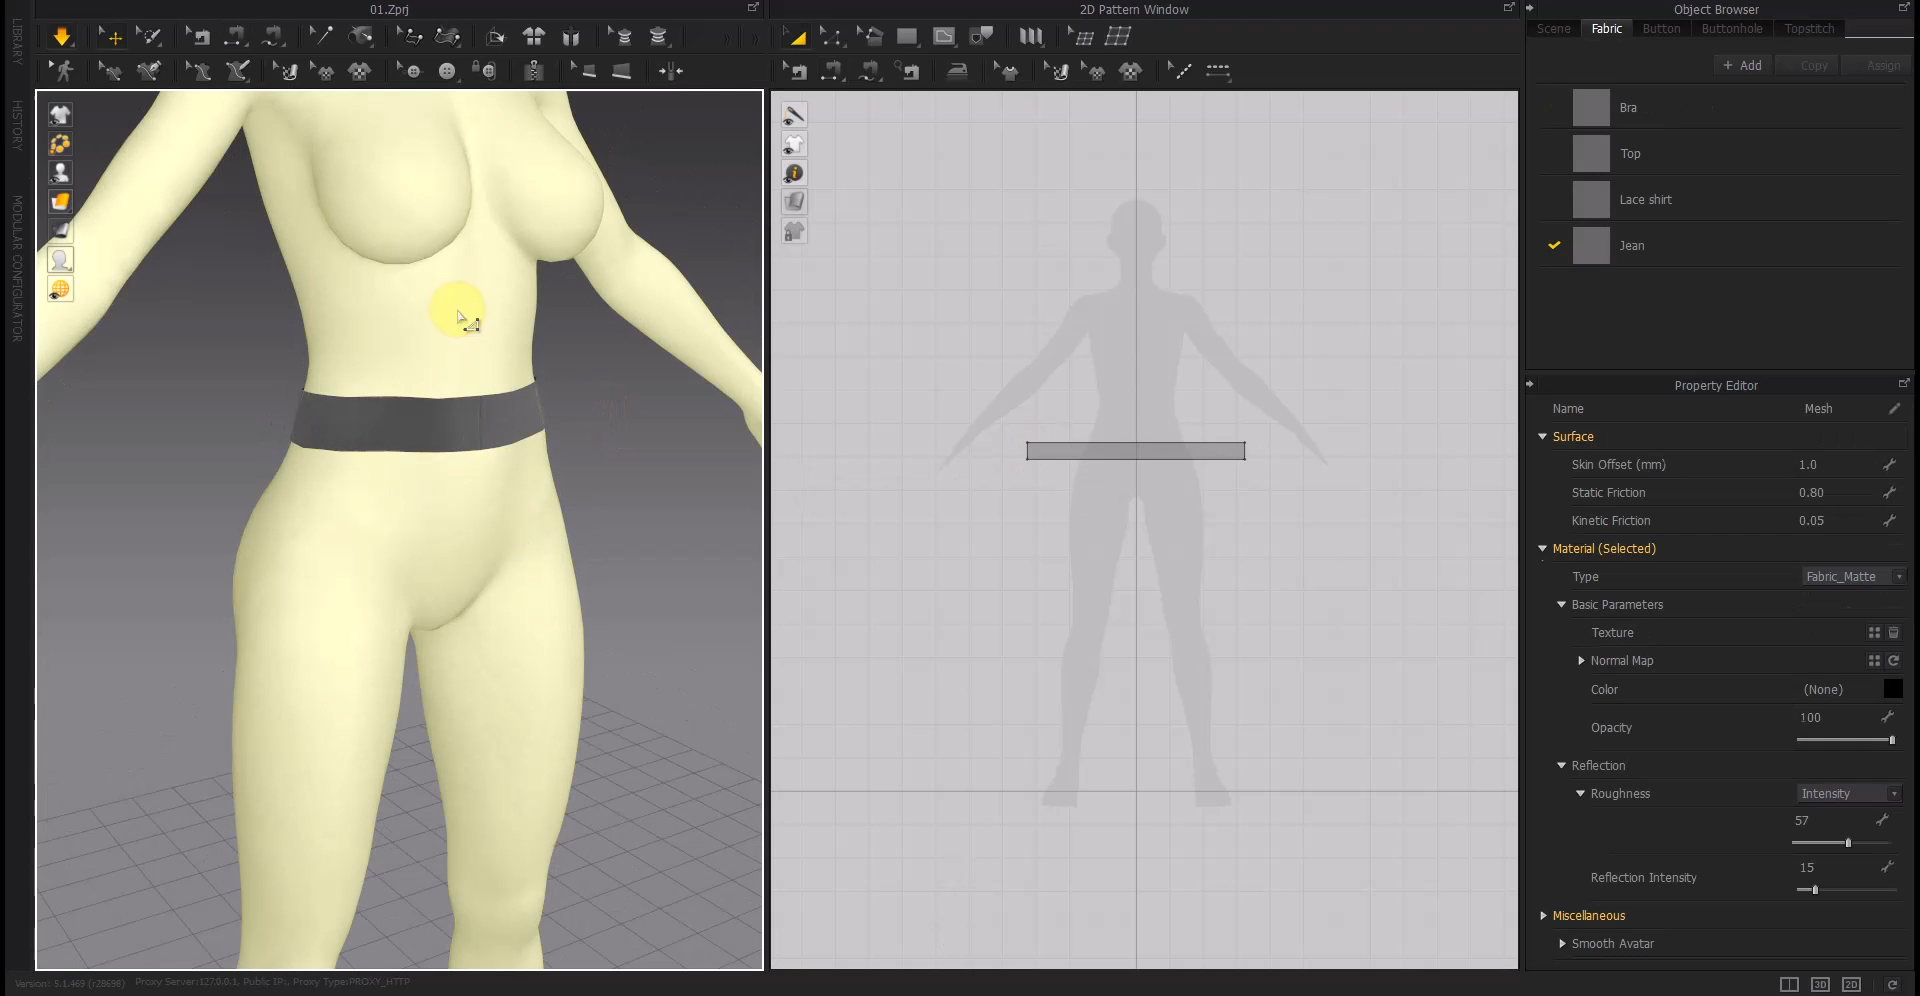 01.Zprj
2D Pattern Window
Object Browser
LIBRARY
HISTORY
MODULAR CONFIGURATOR
Scene
Fabric
Button
Buttonhole
Topstitch
+ Add
Copy
Assign
Bra
Top
Lace shirt
Jean
Property Editor
Name Mesh
Surface
Skin Offset (mm) 1.0
Static Friction 0.80
Kinetic Friction 0.05
Material (Selected)
Type Fabric_Matte
Basic Parameters
Texture
Normal Map
Color (None)
Opacity 100
Reflection
Roughness Intensity
57
Reflection Intensity 15
Miscellaneous
Smooth Avatar
Version: 5.1.469 (r28698) Proxy Server:127.0.0.1, Public IP:, Proxy Type:PROXY_HTTP
3D
2D